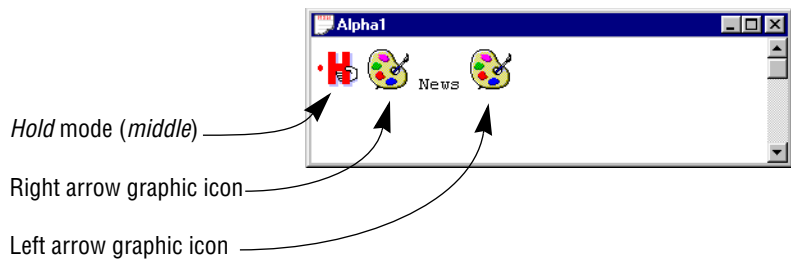 Alpha1
H
News
Hold mode (middle)
Right arrow graphic icon
Left arrow graphic icon